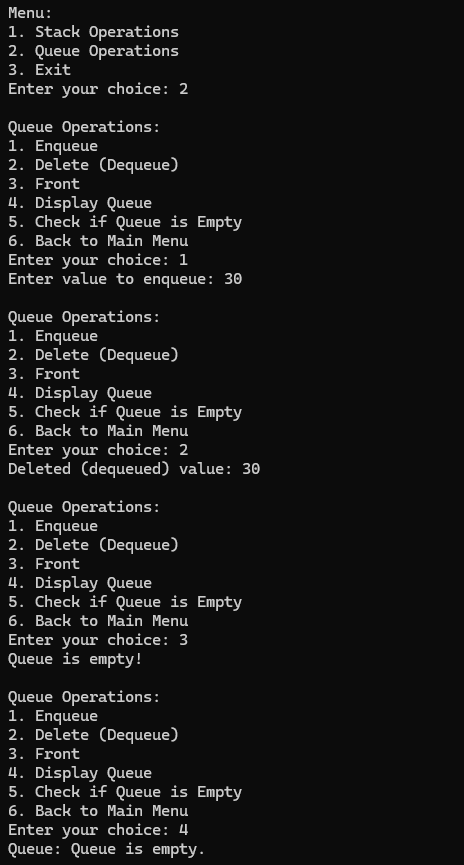 Menu:
1. Stack Operations
2. Queue Operations
3. Exit
Enter your choice: 2

Queue Operations:
1. Enqueue
2. Delete (Dequeue)
3. Front
4. Display Queue
5. Check if Queue is Empty
6. Back to Main Menu
Enter your choice: 1
Enter value to enqueue: 30

Queue Operations:
1. Enqueue
2. Delete (Dequeue)
3. Front
4. Display Queue
5. Check if Queue is Empty
6. Back to Main Menu
Enter your choice: 2
Deleted (dequeued) value: 30

Queue Operations:
1. Enqueue
2. Delete (Dequeue)
3. Front
4. Display Queue
5. Check if Queue is Empty
6. Back to Main Menu
Enter your choice: 3
Queue is empty!

Queue Operations:
1. Enqueue
2. Delete (Dequeue)
3. Front
4. Display Queue
5. Check if Queue is Empty
6. Back to Main Menu
Enter your choice: 4
Queue: Queue is empty.